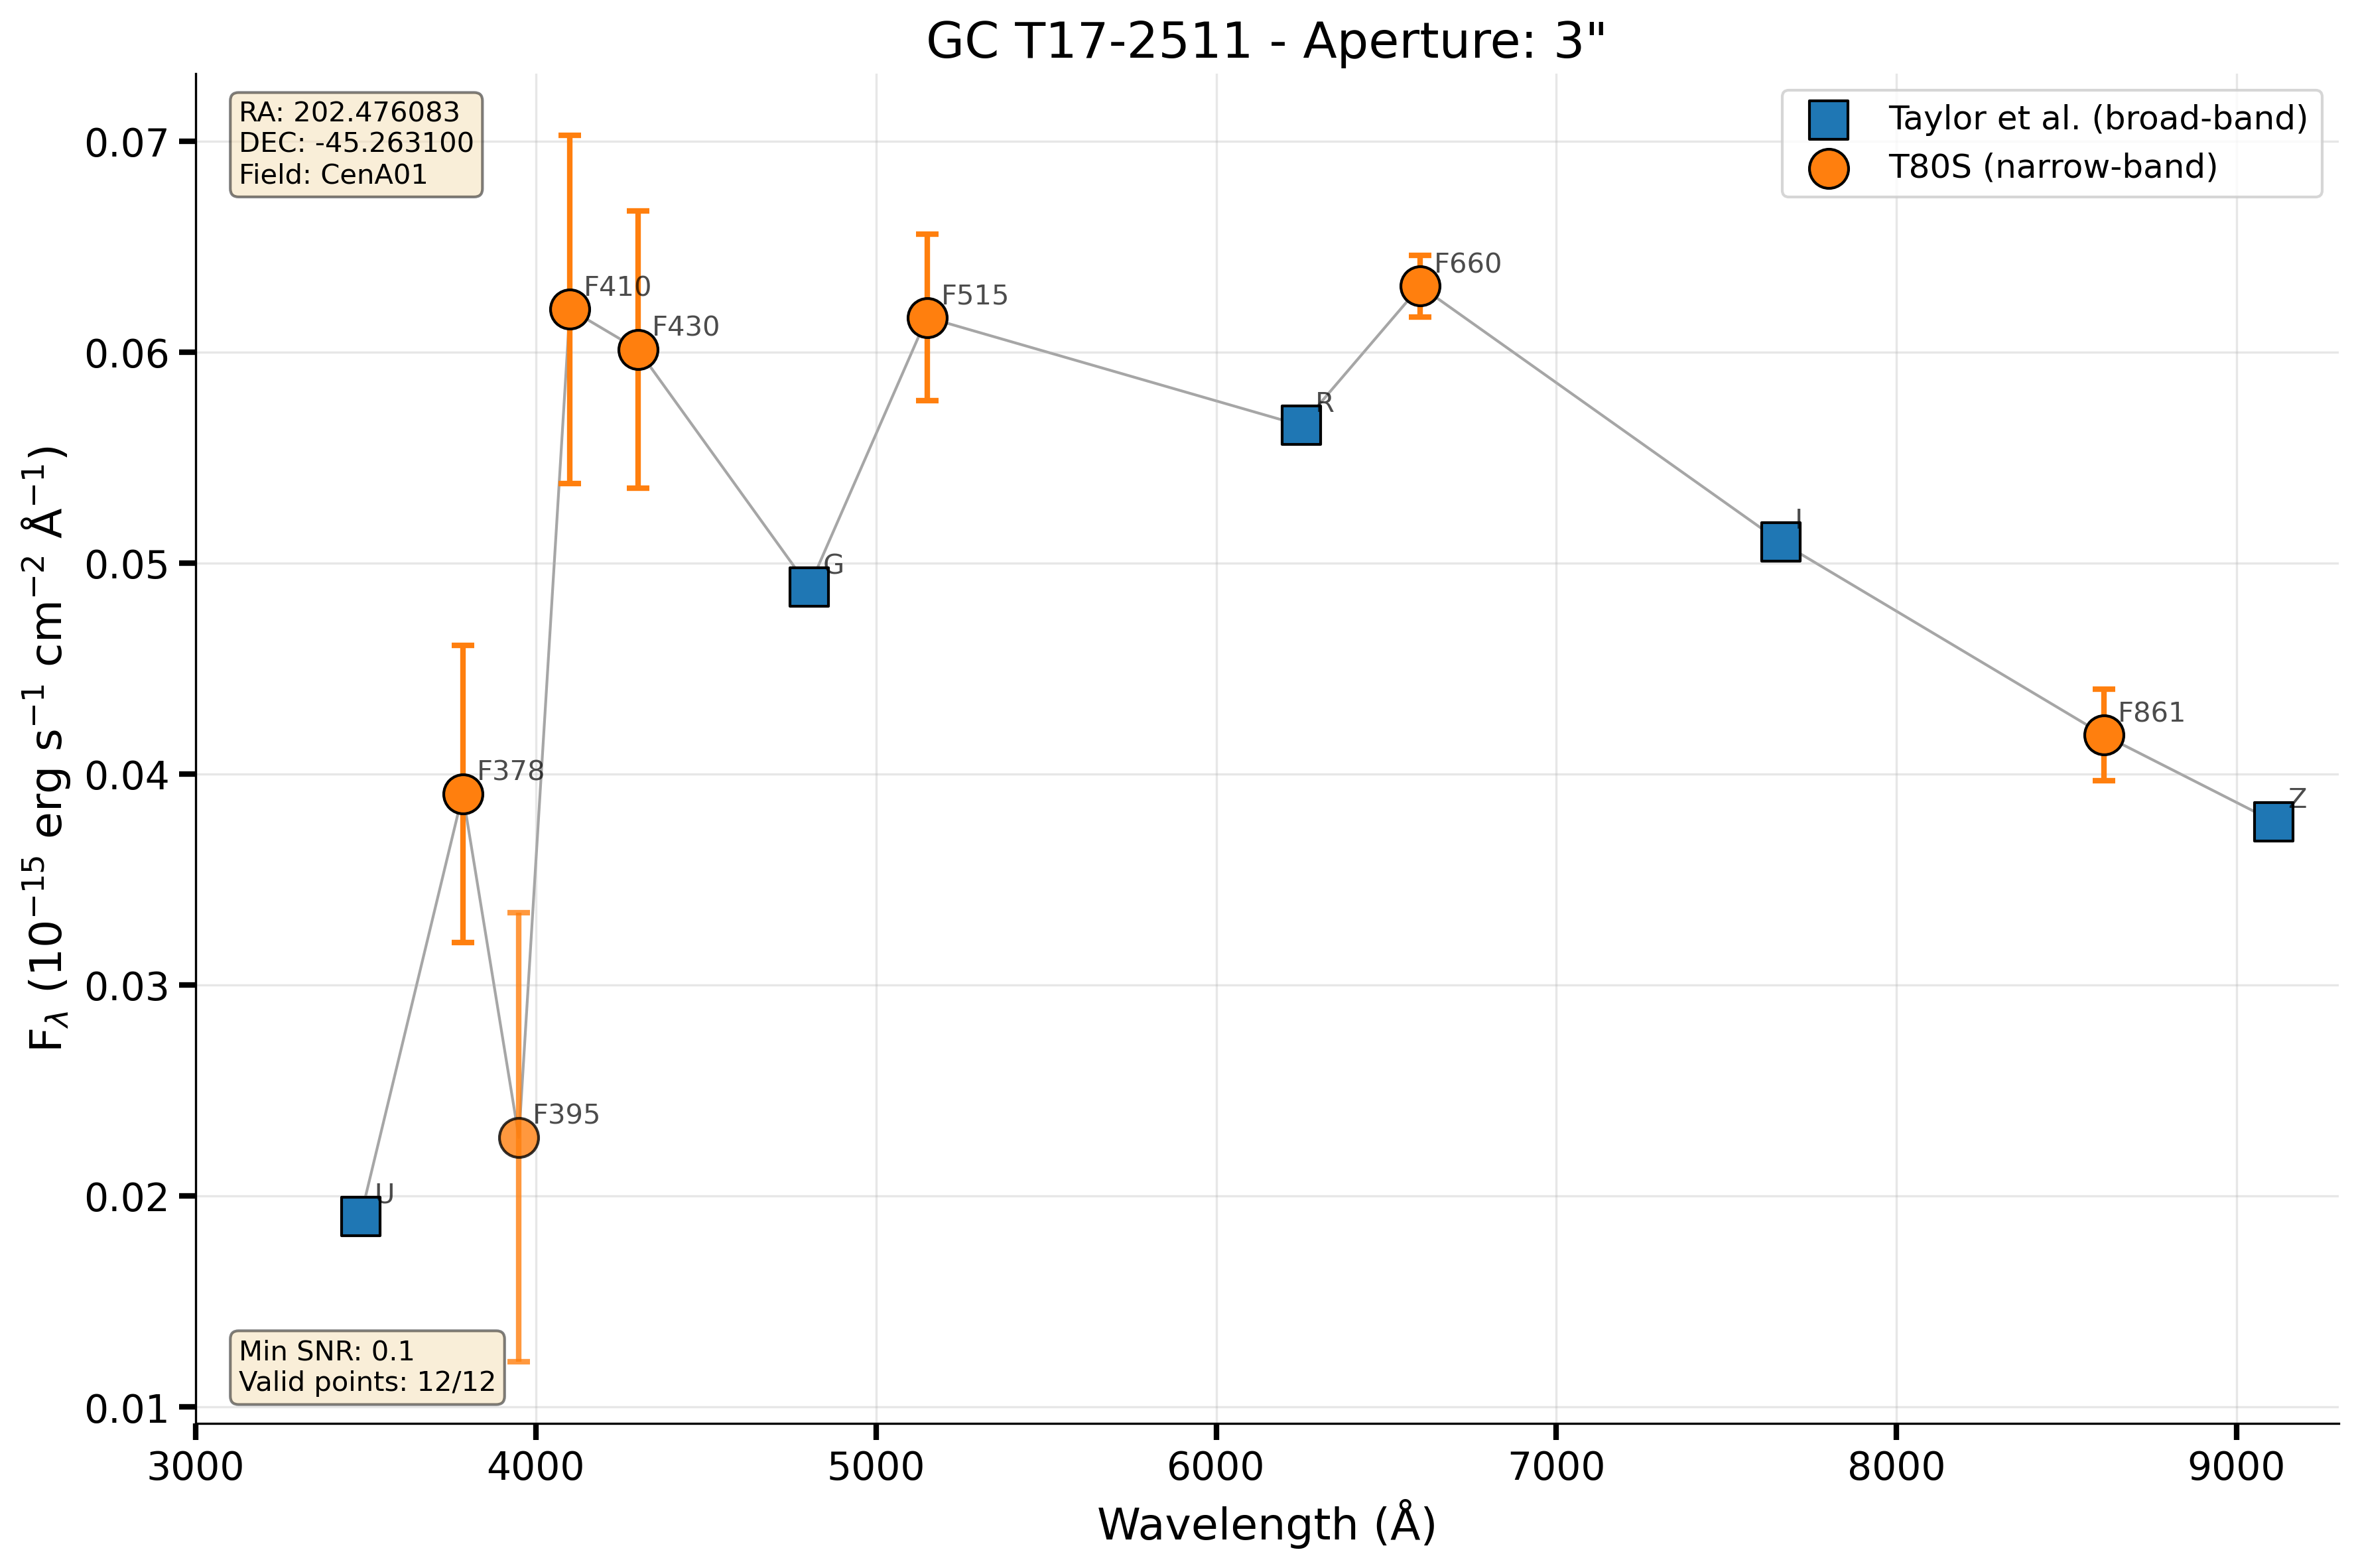 GC T17-2511 - Aperture: 3"
RA: 202.476083
DEC: -45.263100
Field: CenA01
Taylor et al. (broad-band)
T80S (narrow-band)
F410
F430
F515
F660
R
G
I
F378
F861
Z
F395
U
Min SNR: 0.1
Valid points: 12/12
0.07
0.06
0.05
0.04
0.03
0.02
0.01
F$_{λ}$ (10$^{−15}$ erg s$^{−1}$ cm$^{−2}$ Å$^{−1}$)
3000 4000 5000 6000 7000 8000 9000
Wavelength (Å)